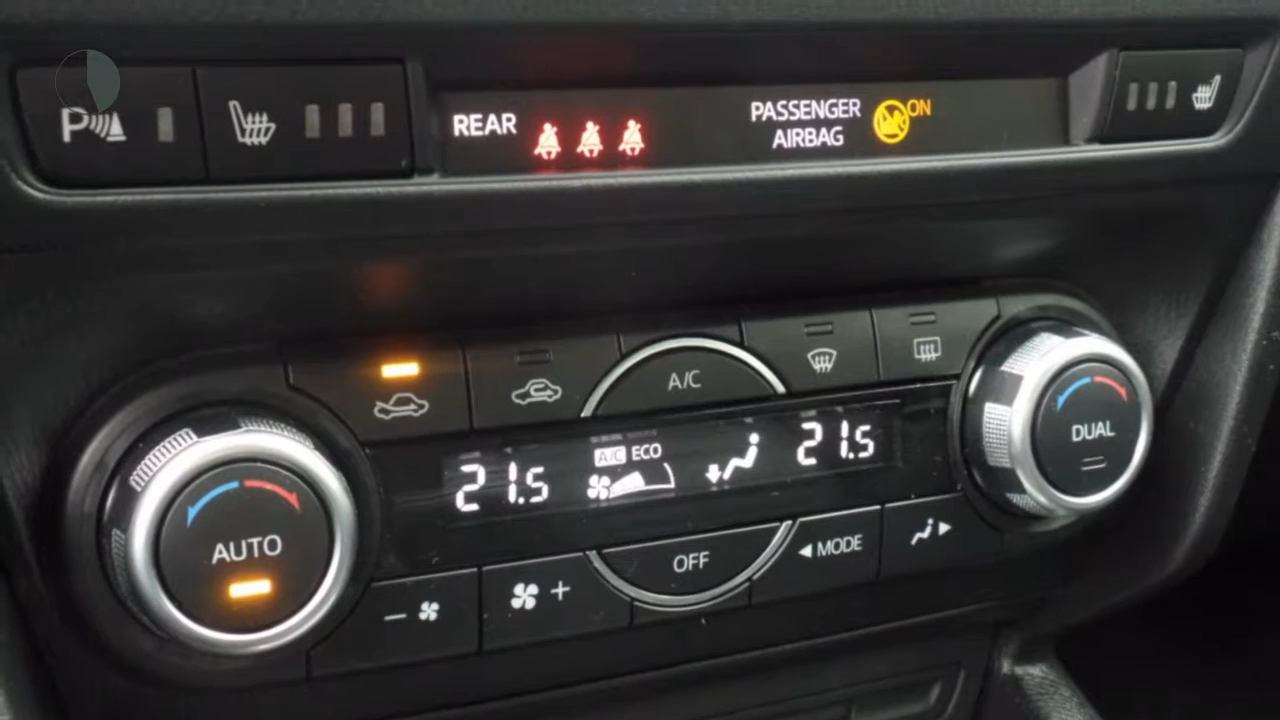 P
REAR
PASSENGER
AIRBAG
ON
A/C
21.5
A/C ECO
21.5
DUAL
AUTO
OFF
MODE